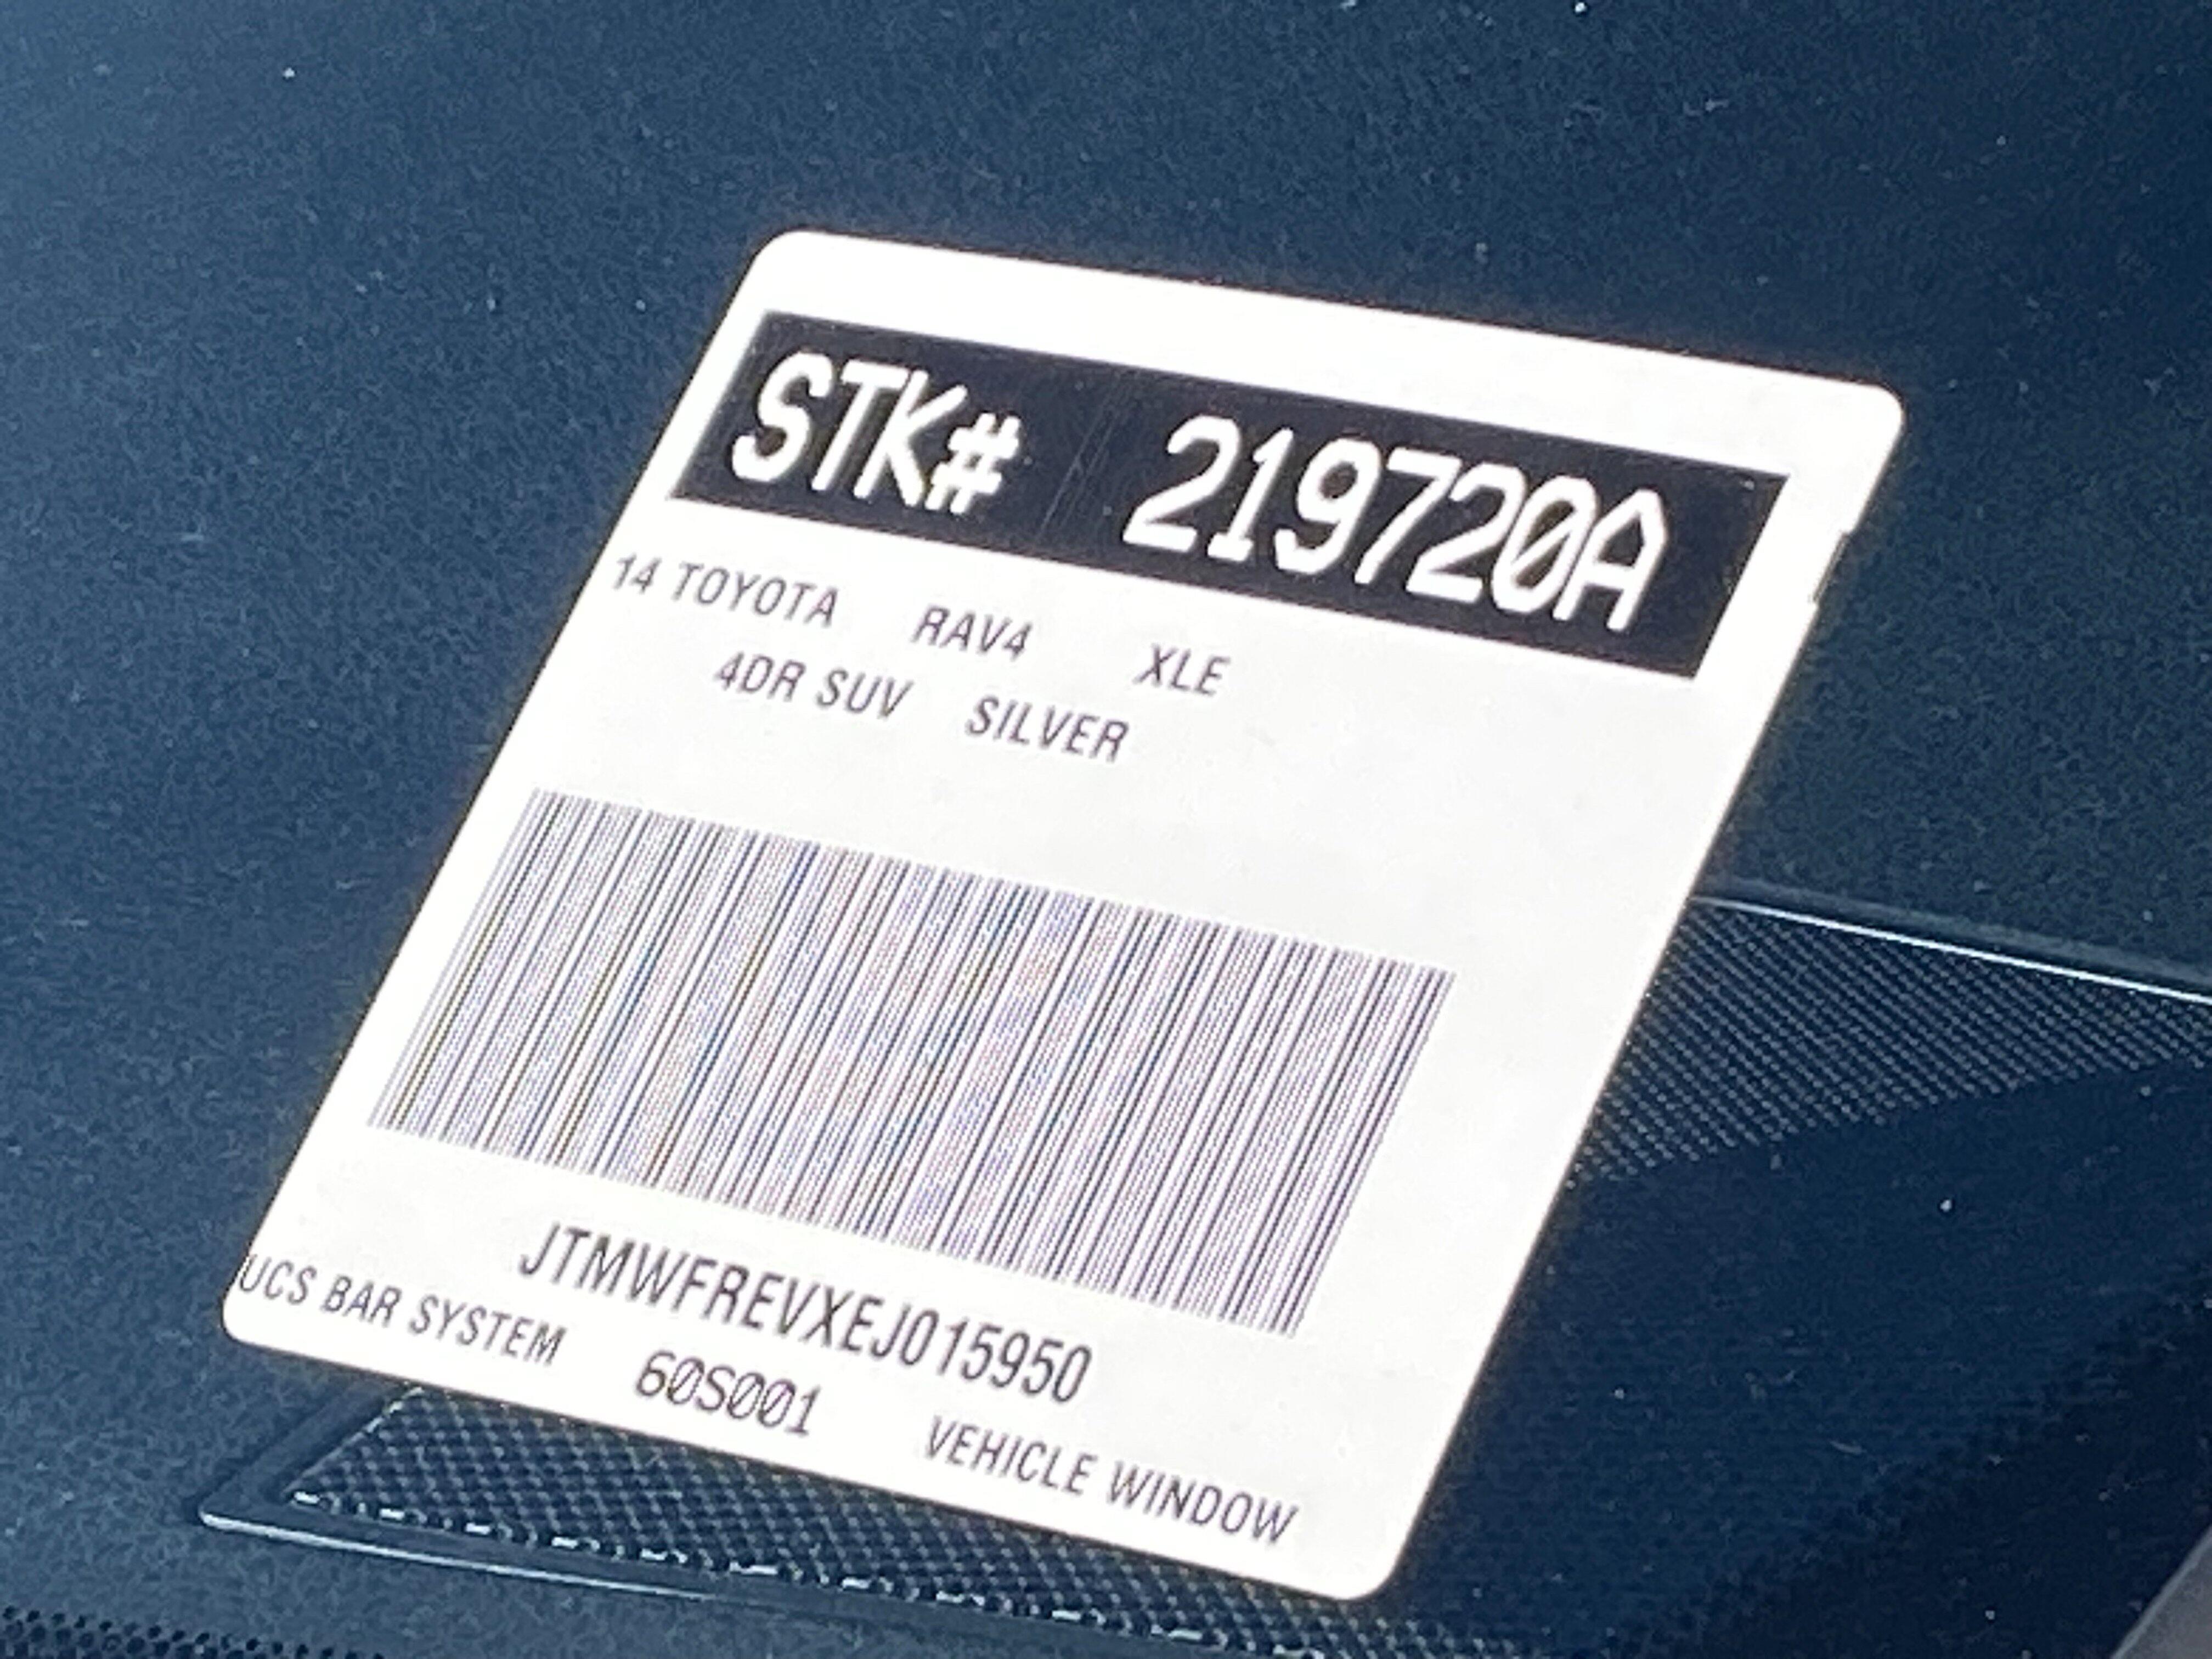 STK# 219720A
14 TOYOTA RAV4 XLE
4DR SUV SILVER
JTMWFREVXEJ015950
UCS BAR SYSTEM 60S001 VEHICLE WINDOW